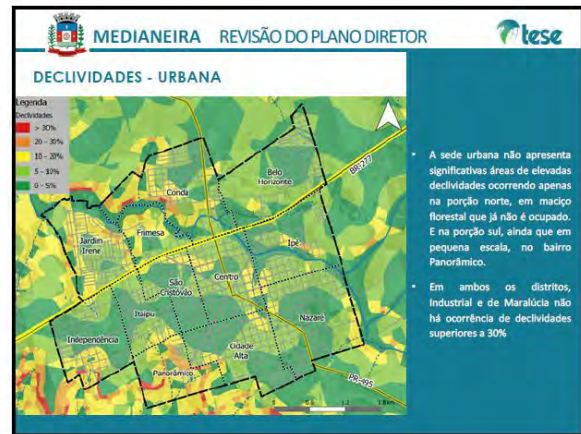 MEDIANEIRA REVISÃO DO PLANO DIRETOR
tese
DECLIVIDADES - URBANA
Legenda
Declividades
> 30%
20 - 30%
10 - 20%
5 - 10%
0 - 5%
BR-277
Belo
Horizonte
Conda
Frimesa
Jardim
Irene
Ipê
Centro
São
Cristóvão
Itaipu
Nazaré
Independência
Cidade
Alta
Panorâmico
PR-495
• A sede urbana não apresenta
significativas áreas de elevadas
declividades ocorrendo apenas
na porção norte, em maciço
florestal que já não é ocupado.
E na porção sul, ainda que em
pequena escala, no bairro
Panorâmico.
• Em ambos os distritos,
Industrial e de Maralúcia não
há ocorrência de declividades
superiores a 30%